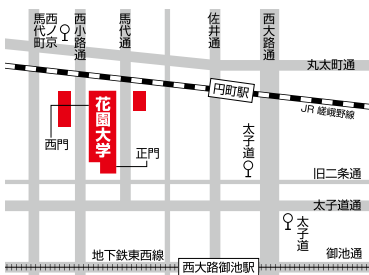 馬代町
西ノ京
西小路通
馬代通
佐井通
西大路通
丸太町通
円町駅
JR 嵯峨野線
花園大学
西門
正門
太子道
旧二条通
太子道通
太子道
御池通
地下鉄東西線
西大路御池駅